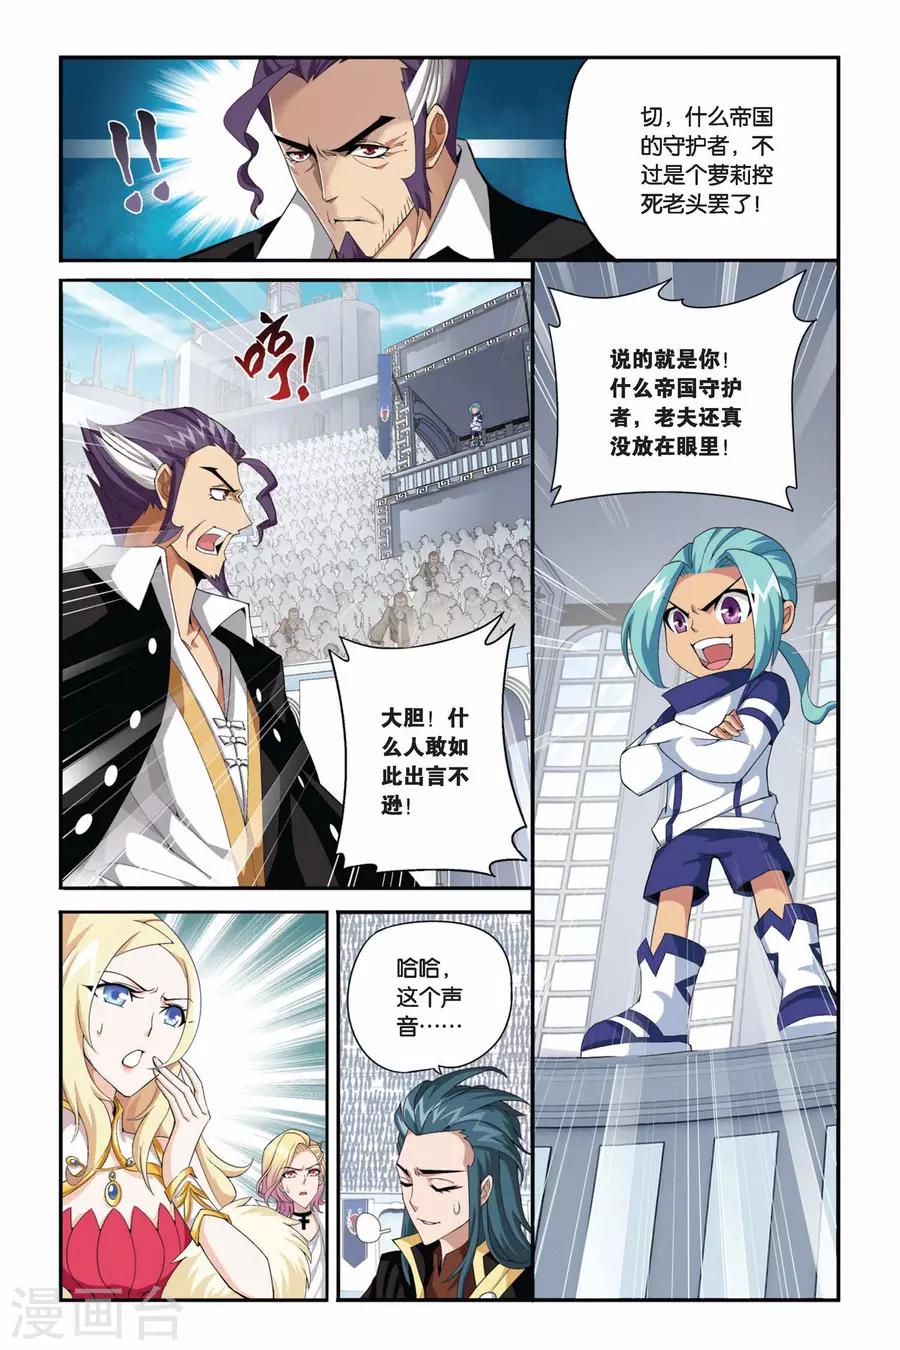 切，什么帝国
的守护者，不
过是个萝莉控
死老头罢了！
!!
哼！
大胆！什
么人敢如
此出言不
逊！
说的就是你！
什么帝国守护
者，老夫还真
没放在眼里！
哈哈，
这个声
音……
漫画台